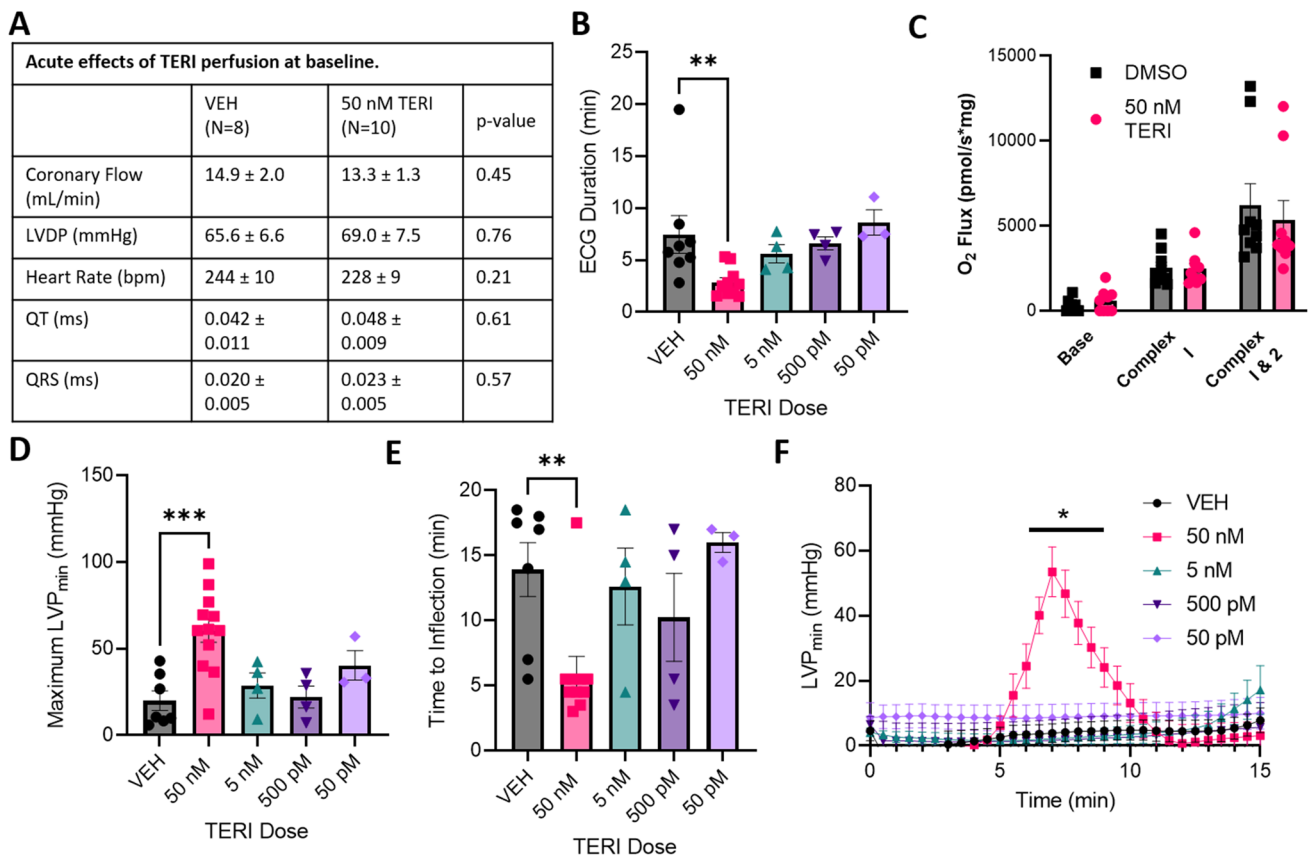 A
Acute effects of TERI perfusion at baseline.
VEH
(N=8)
50 nM TERI
(N=10)
p-value
Coronary Flow
(mL/min)
14.9 ± 2.0
13.3 ± 1.3
0.45
LVDP (mmHg)
65.6 ± 6.6
69.0 ± 7.5
0.76
Heart Rate (bpm)
244 ± 10
228 ± 9
0.21
QT (ms)
0.042 ±
0.011
0.048 ±
0.009
0.61
QRS (ms)
0.020 ±
0.005
0.023 ±
0.005
0.57
B
ECG Duration (min)
25
20
15
10
5
0
**
VEH
50 nM
5 nM
500 pM
50 pM
TERI Dose
C
O2 Flux (pmol/s*mg)
15000
10000
5000
0
DMSO
50 nM
TERI
Base
Complex
I
Complex
I & 2
D
Maximum LVPmin (mmHg)
150
100
50
0
***
VEH
50 nM
5 nM
500 pM
50 pM
TERI Dose
E
Time to Inflection (min)
20
15
10
5
0
**
VEH
50 nM
5 nM
500 pM
50 pM
TERI Dose
F
LVPmin (mmHg)
80
60
40
20
0
*
VEH
50 nM
5 nM
500 pM
50 pM
0
5
10
15
Time (min)